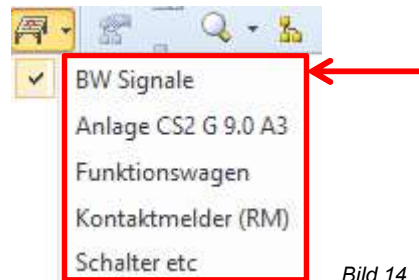 BW Signale
Anlage CS2 G 9.0 A3
Funktionswagen
Kontaktmelder (RM)
Schalter etc
Bild 14